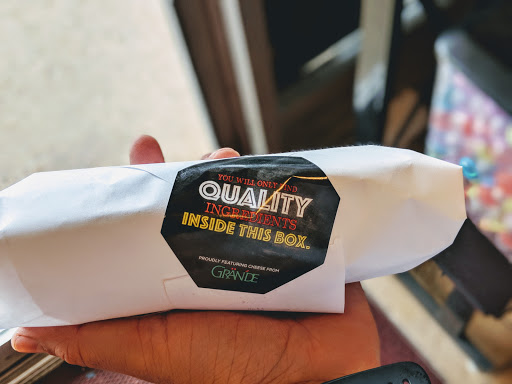 YOU WILL ONLY FIND
QUALITY
INGREDIENTS
INSIDE THIS BOX.
PROUDLY FEATURING CHEESE FROM
GRANDE